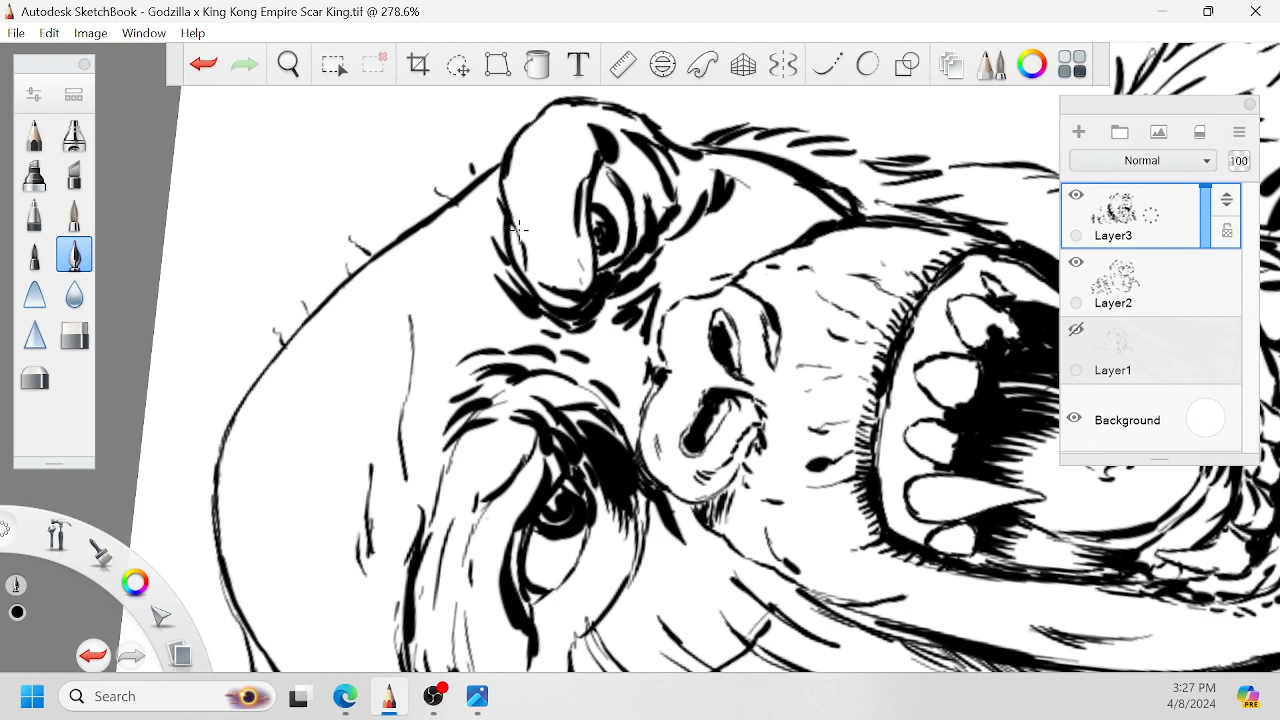 Autodesk SketchBook - Godzilla x King Kong Empire Scar King.tif @ 278.6%
File Edit Image Window Help
T
Normal
100
Layer3
Layer2
Layer1
Background
Search
3:27 PM
4/8/2024
PRE